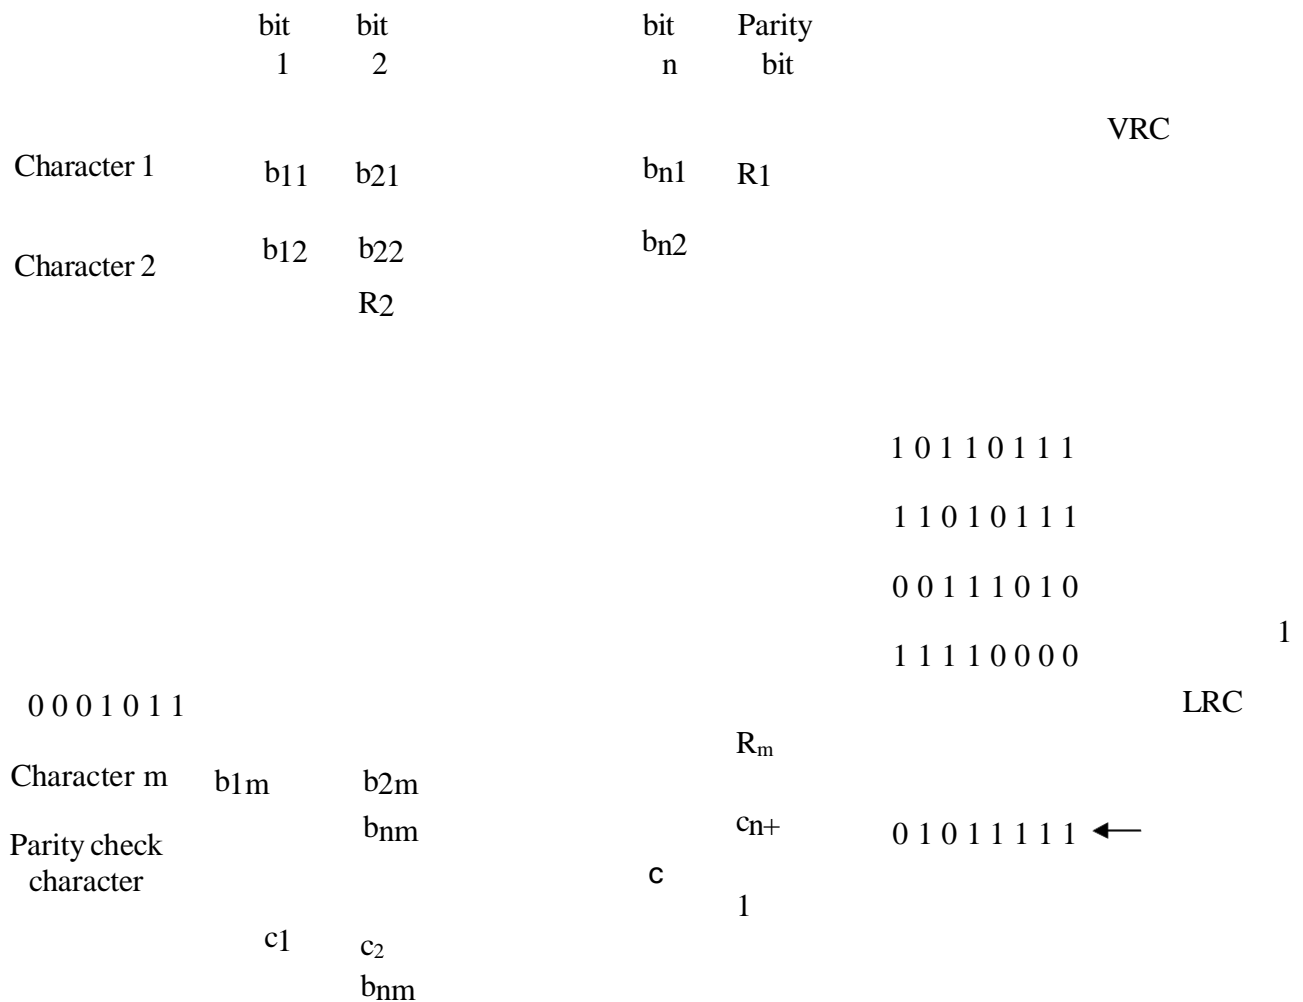 bit bit bit Parity
1 2 n bit
VRC
Character 1 b11 b21 bn1 R1
Character 2 b12 b22 bn2
R2
1 0 1 1 0 1 1 1
1 1 0 1 0 1 1 1
0 0 1 1 1 0 1 0
1
1 1 1 1 0 0 0 0
0 0 0 1 0 1 1 LRC
Rm
Character m b1m b2m
bnm cn+ 0 1 0 1 1 1 1 1
Parity check
character c
1
c1 c2
bnm